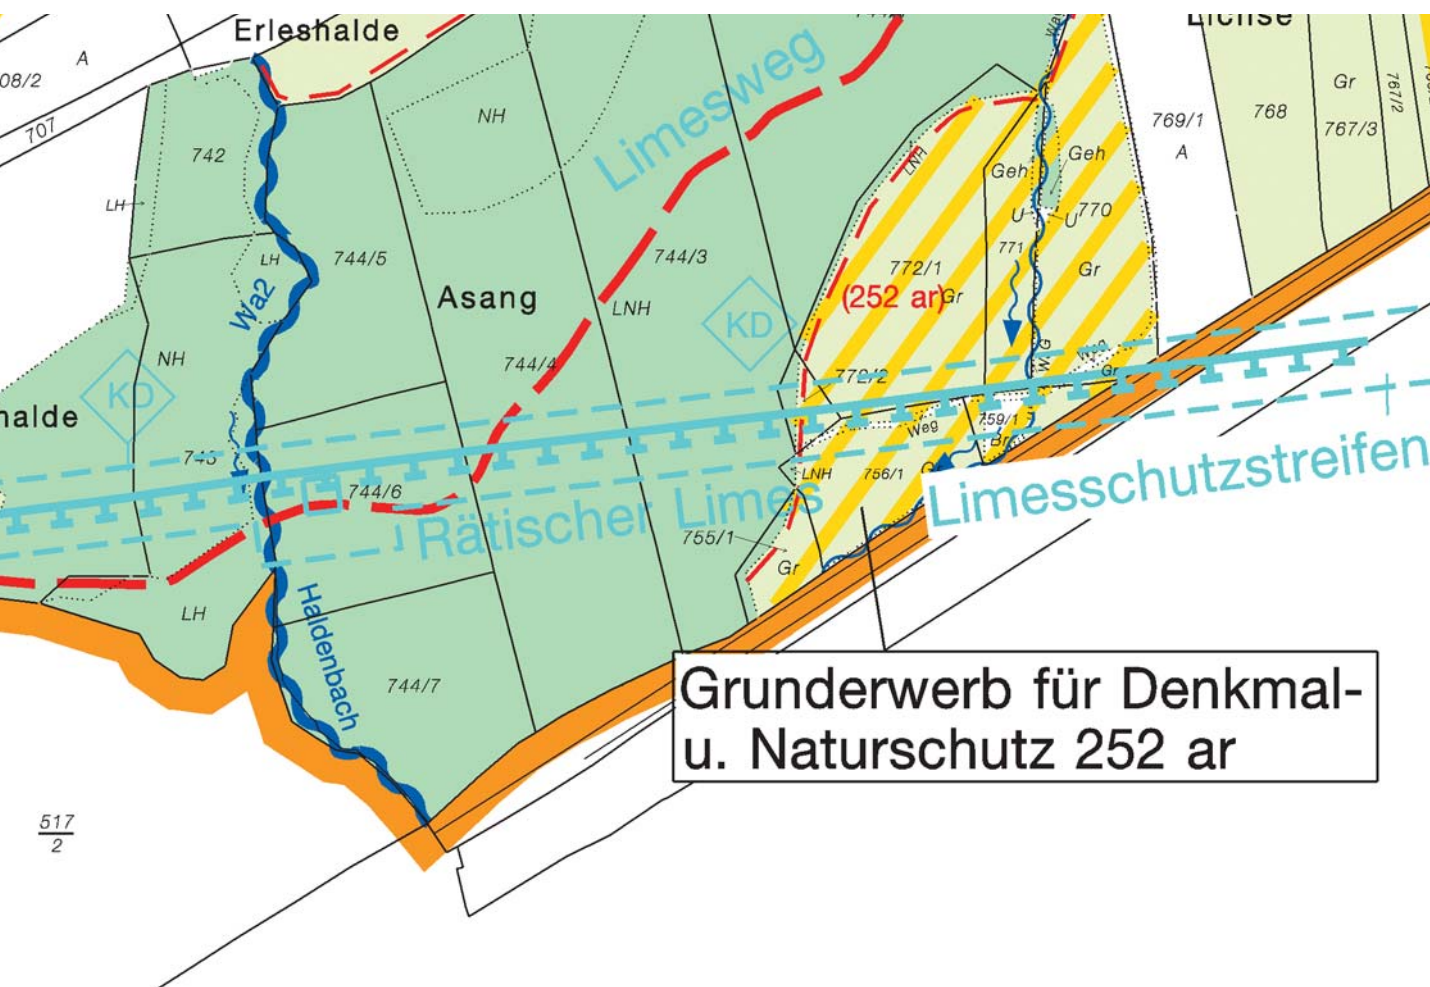 Erleshalde
A
08/2
707
742
LH
NH
Limesweg
LNH
Geh
Geh
U
U
770
771
769/1
A
768
Gr
767/3
767/2
LH
744/5
Wa2
Asang
744/3
LNH
KD
772/1
(252 ar)
Gr
Gr
NH
KD
744/4
772/2
W.G
Weg
Gr
halde
743
744/6
Weg
759/1
Br
LNH
756/1
Rätischer Limes
Limesschutzstreifen
755/1
Gr
LH
Haldenbach
744/7
Grunderwerb für Denkmal-
u. Naturschutz 252 ar
517
2